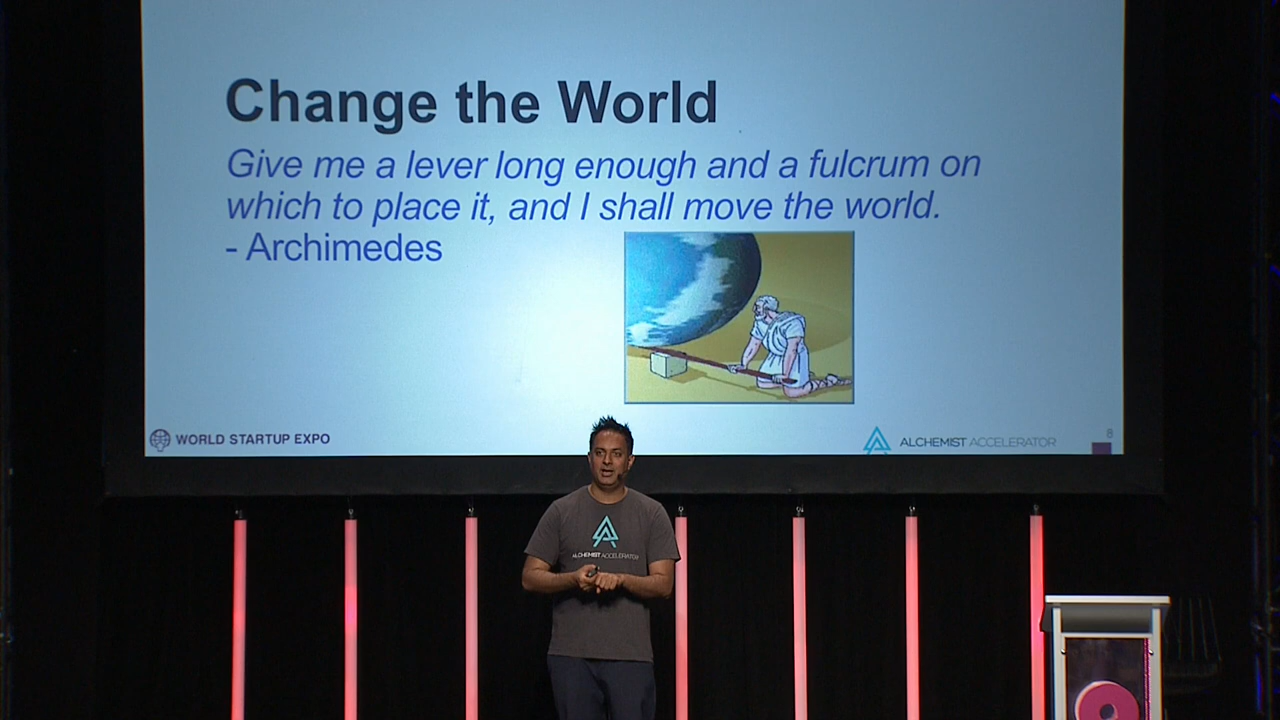 Change the World
Give me a lever long enough and a fulcrum on
which to place it, and I shall move the world.
- Archimedes
WORLD STARTUP EXPO
ALCHEMIST ACCELERATOR
8
ALCHEMIST ACCELERATOR